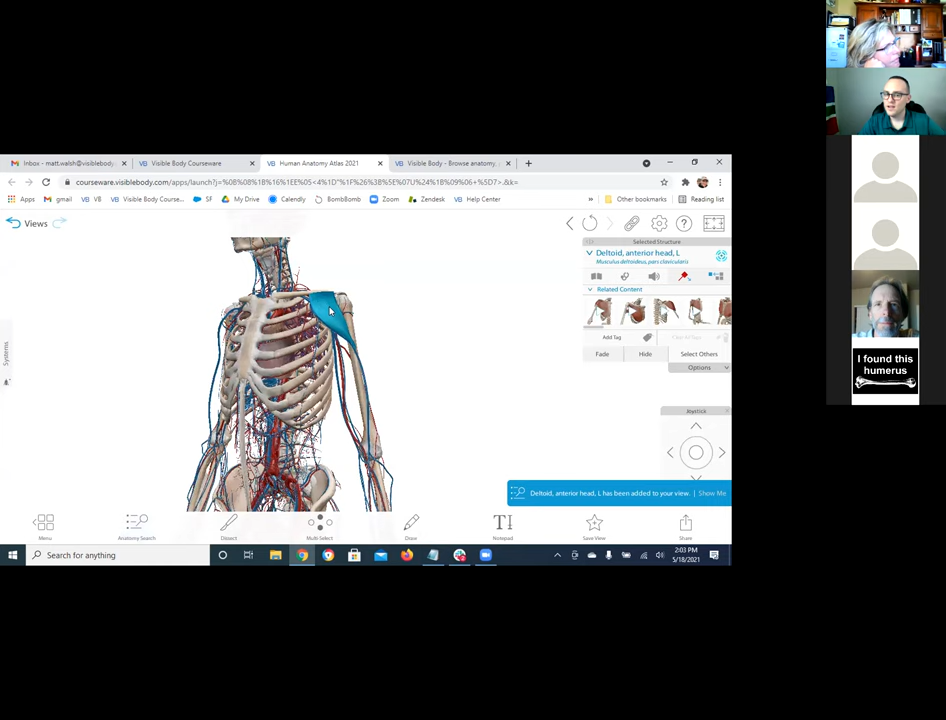 Inbox - matt.walsh@visiblebody
Visible Body Courseware
Human Anatomy Atlas 2021
Visible Body - Browse anatomy.
Apps
gmail
VB
Visible Body Course...
SF
My Drive
Calendly
BombBomb
Zoom
Zendesk
Help Center
Other bookmarks
Reading list
Views
Systems
Selected Structure
Deltoid, anterior head, L
Musculus deltoideus, pars clavicularis
Related Content
Add Tag
Fade
Hide
Select Others
Options
Joystick
Deltoid, anterior head, L has been added to your view. | Show Me
Menu
Anatomy Search
Dissect
Multi Select
Draw
Notepad
Save View
Share
Search for anything
2:03 PM
5/18/2021
I found this
humerus